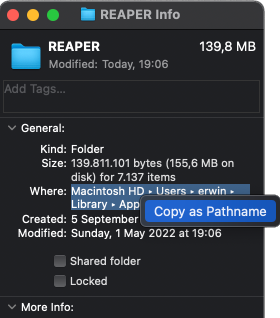 REAPER Info
REAPER
139,8 MB
Modified: Today, 19:06
Add Tags...
General:
Kind: Folder
Size: 139.811.101 bytes (155,6 MB on
disk) for 7.137 items
Where: Macintosh HD ▸ Users ▸ erwin ▸
Library ▸ App
Copy as Pathname
Created: 5 September
Modified: Sunday, 1 May 2022 at 19:06
Shared folder
Locked
More Info: